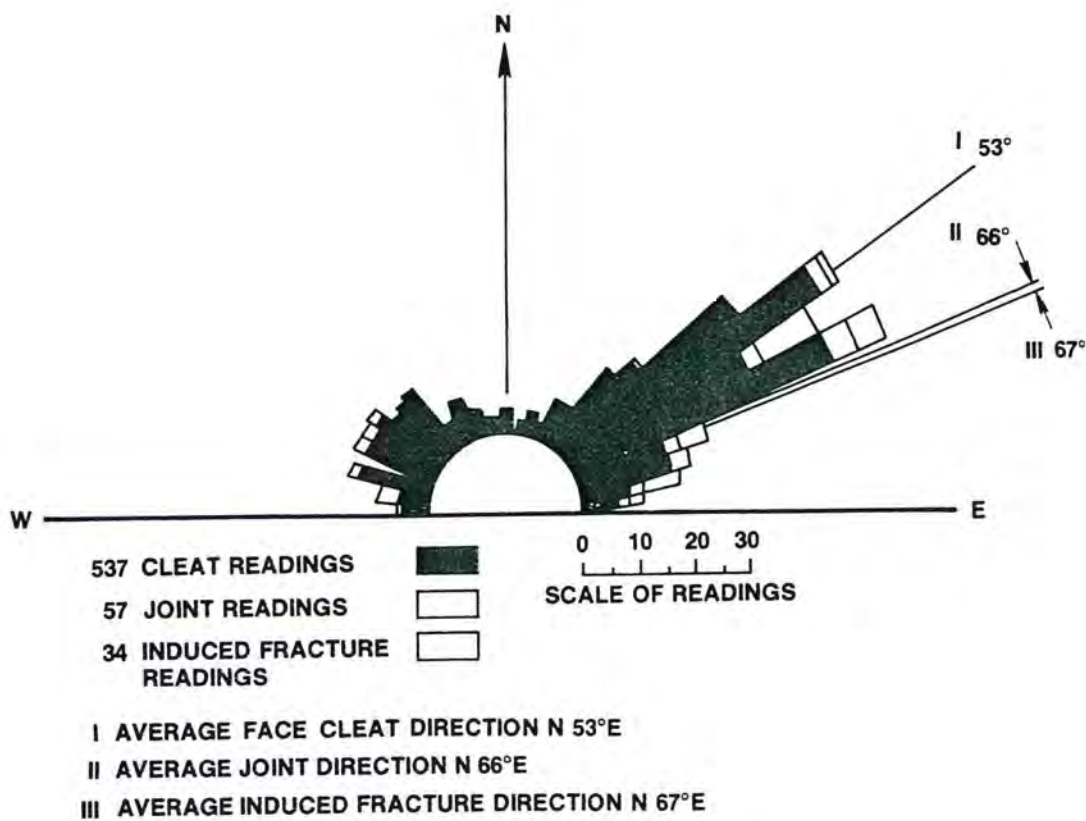 N
I 53°
II 66°
III 67°
W
E
537 CLEAT READINGS
57 JOINT READINGS
34 INDUCED FRACTURE
READINGS
0 10 20 30
SCALE OF READINGS
I AVERAGE FACE CLEAT DIRECTION N 53°E
II AVERAGE JOINT DIRECTION N 66°E
III AVERAGE INDUCED FRACTURE DIRECTION N 67°E